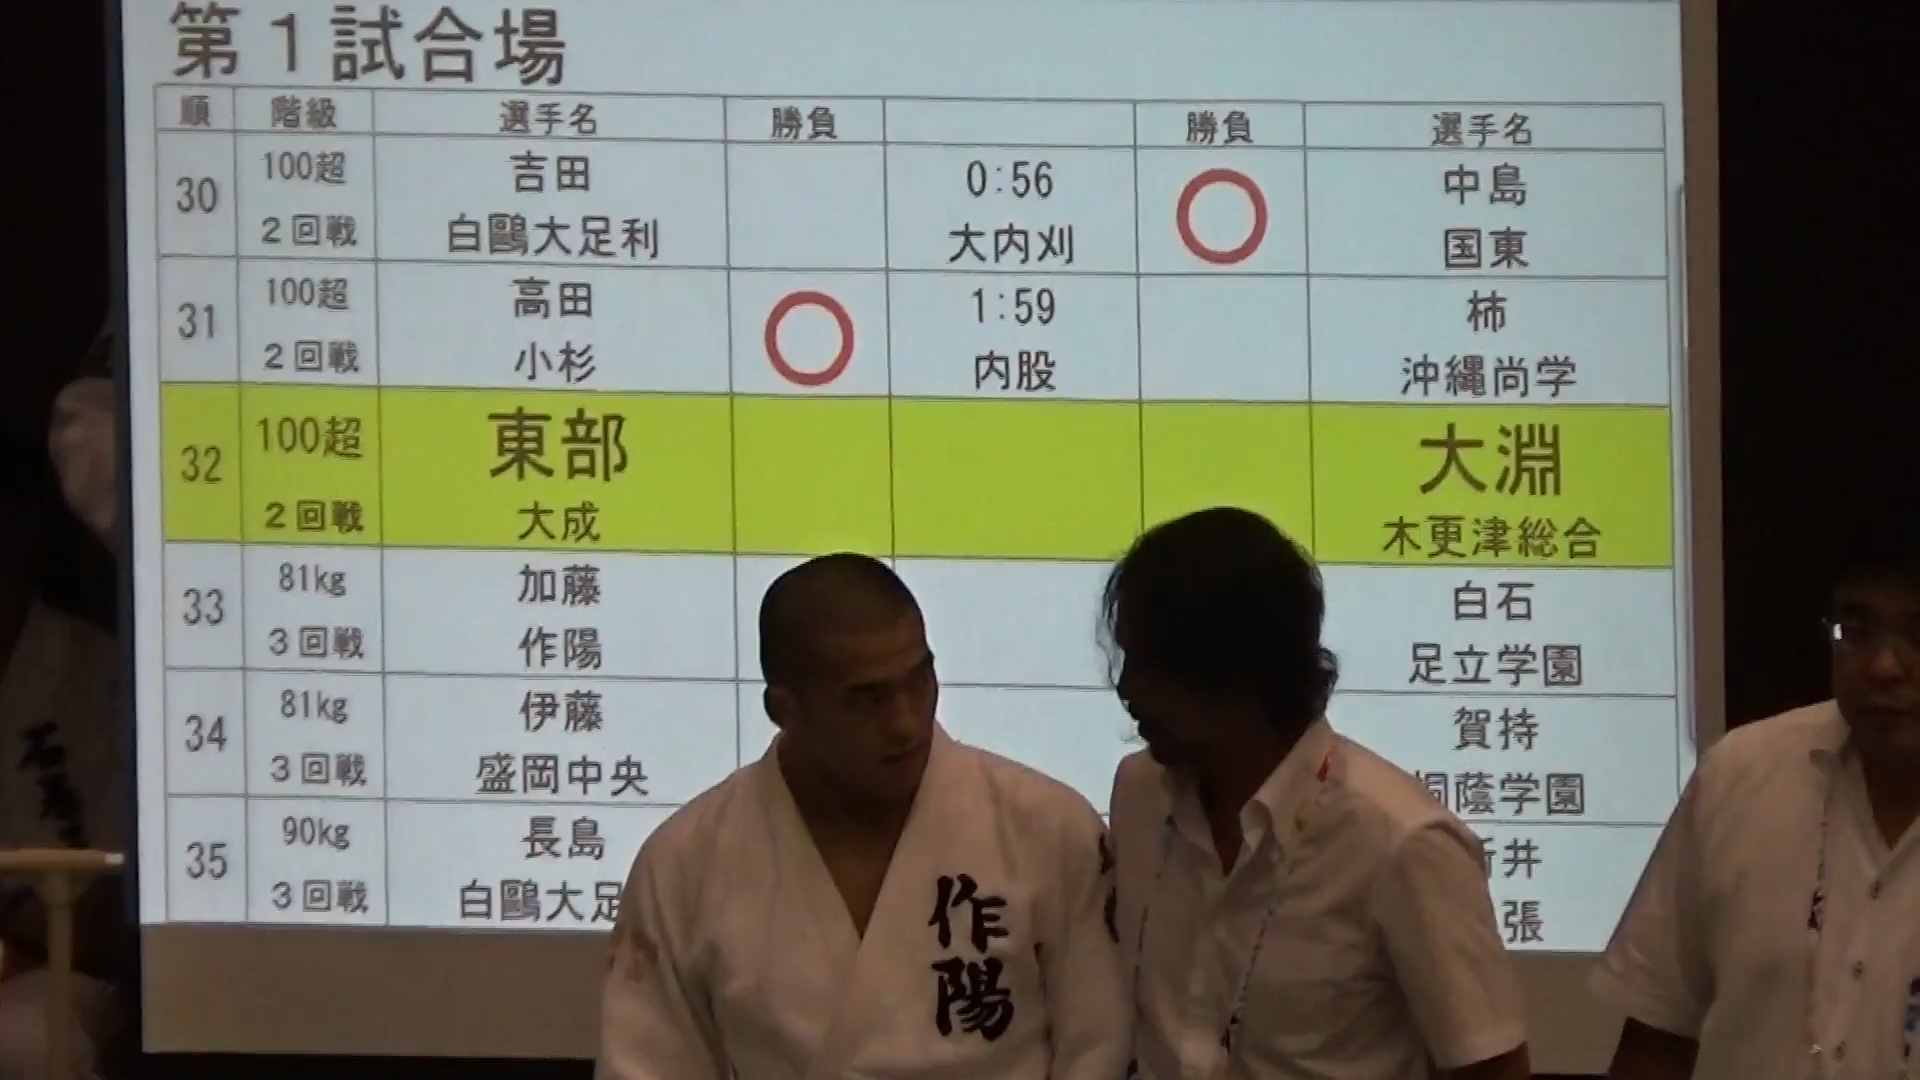 第1試合場
順 階級 選手名 勝負 勝負 選手名
30 100超 吉田 0:56 中島
2回戦 白鷗大足利 大内刈 国東
31 100超 高田 1:59 柿
2回戦 小杉 内股 沖縄尚学
32 100超 東部 大淵
2回戦 大成 木更津総合
33 81kg 加藤 白石
3回戦 作陽 足立学園
34 81kg 伊藤 賀持
3回戦 盛岡中央 桐蔭学園
35 90kg 長島 井
3回戦 白鷗大足 張
作陽